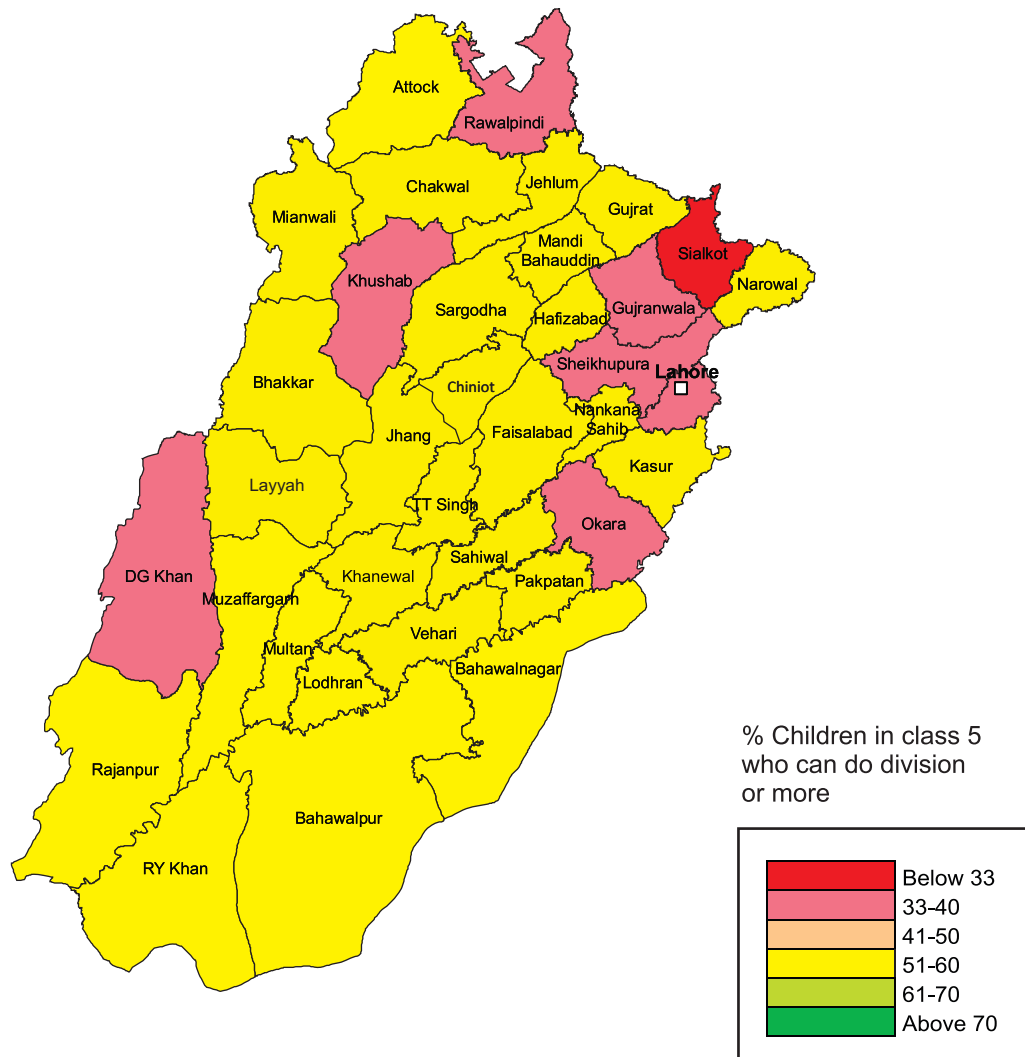 Attock
Rawalpindi
Chakwal
Jehlum
Mianwali
Gujrat
Mandi
Bahauddin
Sialkot
Khushab
Narowal
Sargodha
Hafizabad
Gujranwala
Sheikhupura
Lahore
Bhakkar
Chiniot
Nankana
Sahib
Jhang
Faisalabad
Kasur
Layyah
TT Singh
Okara
Sahiwal
DG Khan
Khanewal
Pakpatan
Muzaffargarh
Vehari
Multan
Bahawalnagar
Lodhran
Rajanpur
Bahawalpur
RY Khan
% Children in class 5
who can do division
or more
Below 33
33-40
41-50
51-60
61-70
Above 70